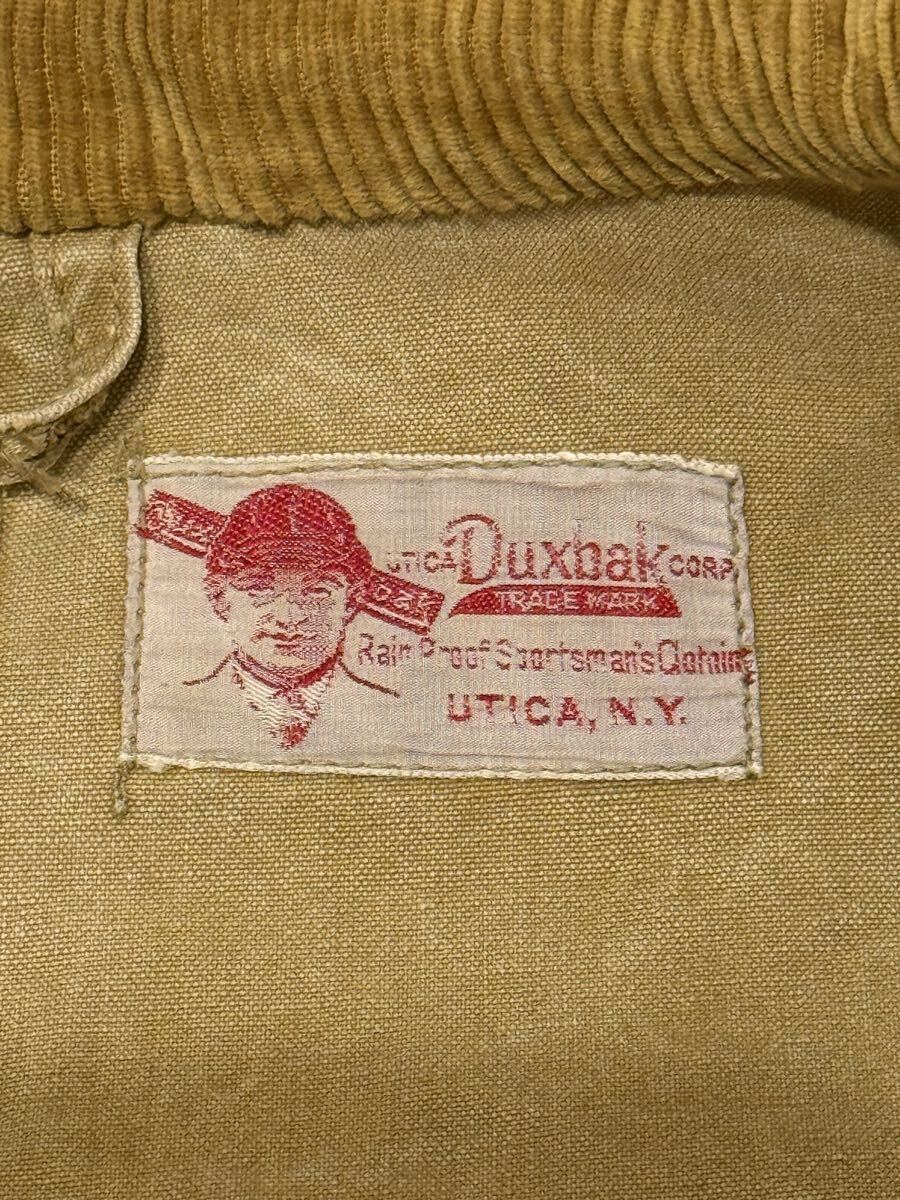 UTICA Duxbak CORP
TRADE MARK
Rain Proof Sportsman's Clothing
UTICA, N.Y.